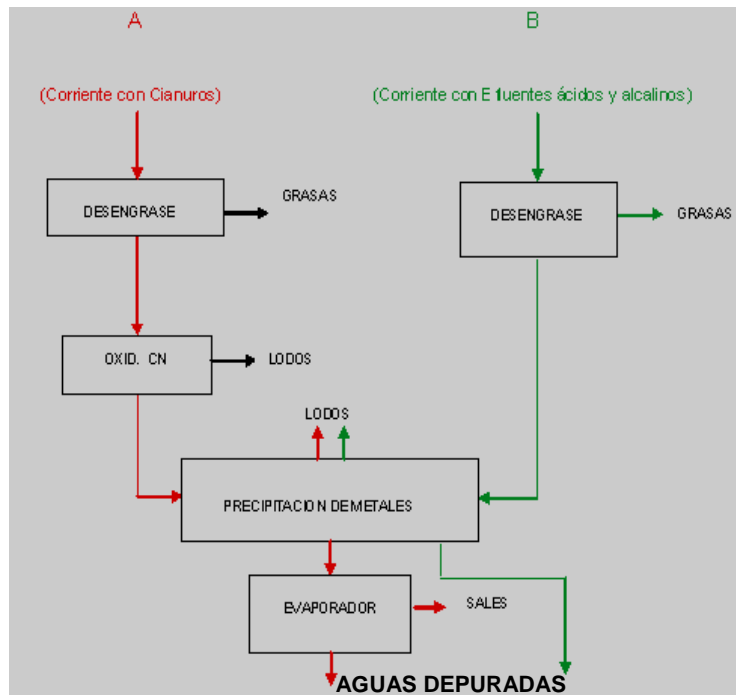 A
B
(Corriente con Cianuros)
(Corriente con E fluentes ácidos y alcalinos)
DESENGRASE
GRASAS
DESENGRASE
GRASAS
OXID. CN
LODOS
LODOS
PRECIPITACION DEMETALES
EVAPORADOR
SALES
AGUAS DEPURADAS